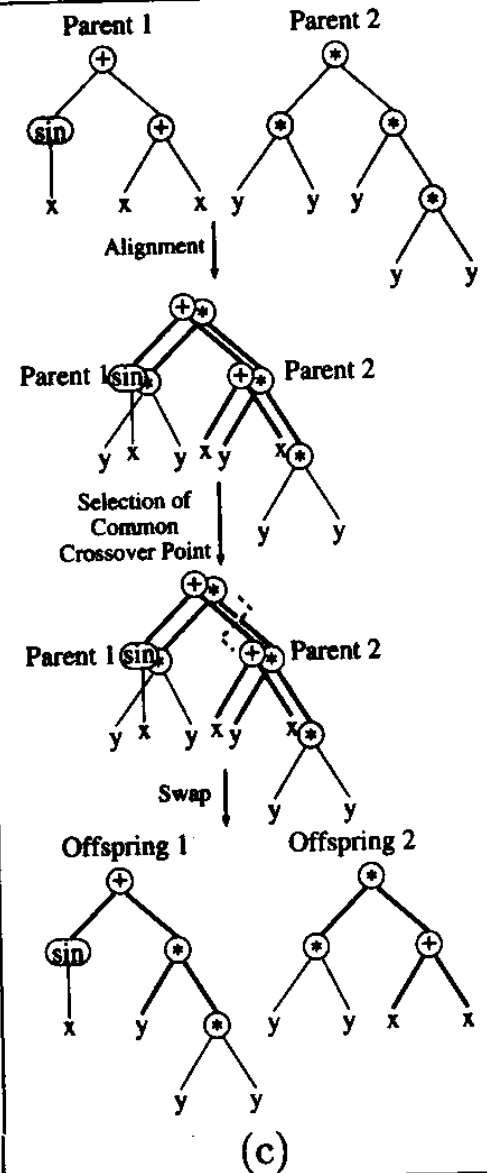 Parent 1 Parent 2
+ *
sin + * *
x x x y y y *
y y
Alignment
+ *
Parent 1 sin * + * Parent 2
y x y x y x *
y y
Selection of
Common
Crossover Point
+ *
Parent 1 sin * + * Parent 2
y x y x y x *
y y
Swap
Offspring 1 Offspring 2
+ *
sin * * +
x y * y y x x
y y
(c)